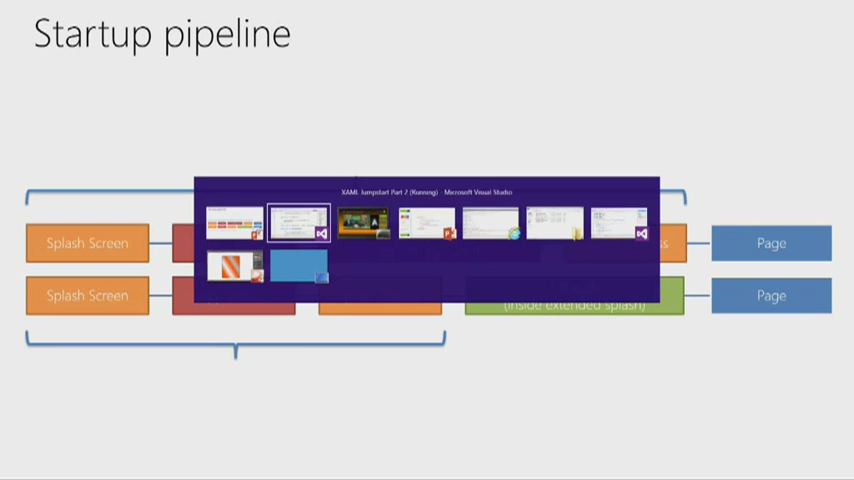 Startup pipeline
XAML Jumpstart Part 2 (Running) - Microsoft Visual Studio
Splash Screen
Page
Splash Screen
(inside extended splash)
Page